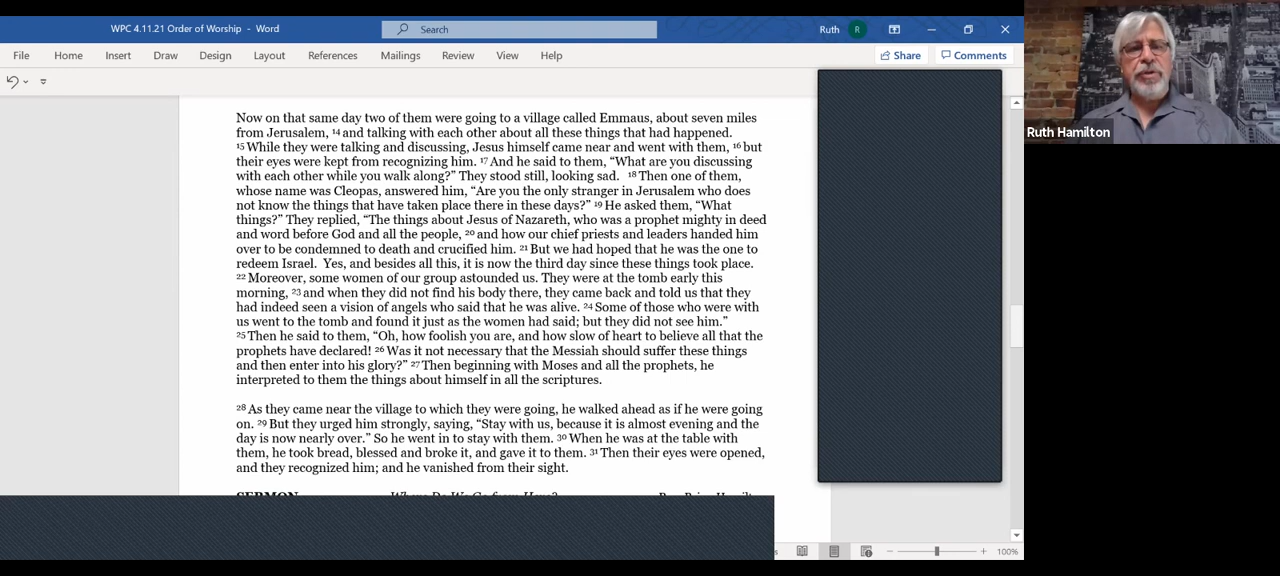 WPC 4.11.21 Order of Worship - Word
Search
Ruth R
File Home Insert Draw Design Layout References Mailings Review View Help Share Comments
Now on that same day two of them were going to a village called Emmaus, about seven miles
from Jerusalem, 14 and talking with each other about all these things that had happened.
15 While they were talking and discussing, Jesus himself came near and went with them, 16 but
their eyes were kept from recognizing him. 17 And he said to them, “What are you discussing
with each other while you walk along?” They stood still, looking sad. 18 Then one of them,
whose name was Cleopas, answered him, “Are you the only stranger in Jerusalem who does
not know the things that have taken place there in these days?” 19 He asked them, “What
things?” They replied, “The things about Jesus of Nazareth, who was a prophet mighty in deed
and word before God and all the people, 20 and how our chief priests and leaders handed him
over to be condemned to death and crucified him. 21 But we had hoped that he was the one to
redeem Israel. Yes, and besides all this, it is now the third day since these things took place.
22 Moreover, some women of our group astounded us. They were at the tomb early this
morning, 23 and when they did not find his body there, they came back and told us that they
had indeed seen a vision of angels who said that he was alive. 24 Some of those who were with
us went to the tomb and found it just as the women had said; but they did not see him.”
25 Then he said to them, “Oh, how foolish you are, and how slow of heart to believe all that the
prophets have declared! 26 Was it not necessary that the Messiah should suffer these things
and then enter into his glory?” 27 Then beginning with Moses and all the prophets, he
interpreted to them the things about himself in all the scriptures.
28 As they came near the village to which they were going, he walked ahead as if he were going
on. 29 But they urged him strongly, saying, “Stay with us, because it is almost evening and the
day is now nearly over.” So he went in to stay with them. 30 When he was at the table with
them, he took bread, blessed and broke it, and gave it to them. 31 Then their eyes were opened,
and they recognized him; and he vanished from their sight.
SERMON Where Do We Go from Here?
100%
Ruth Hamilton